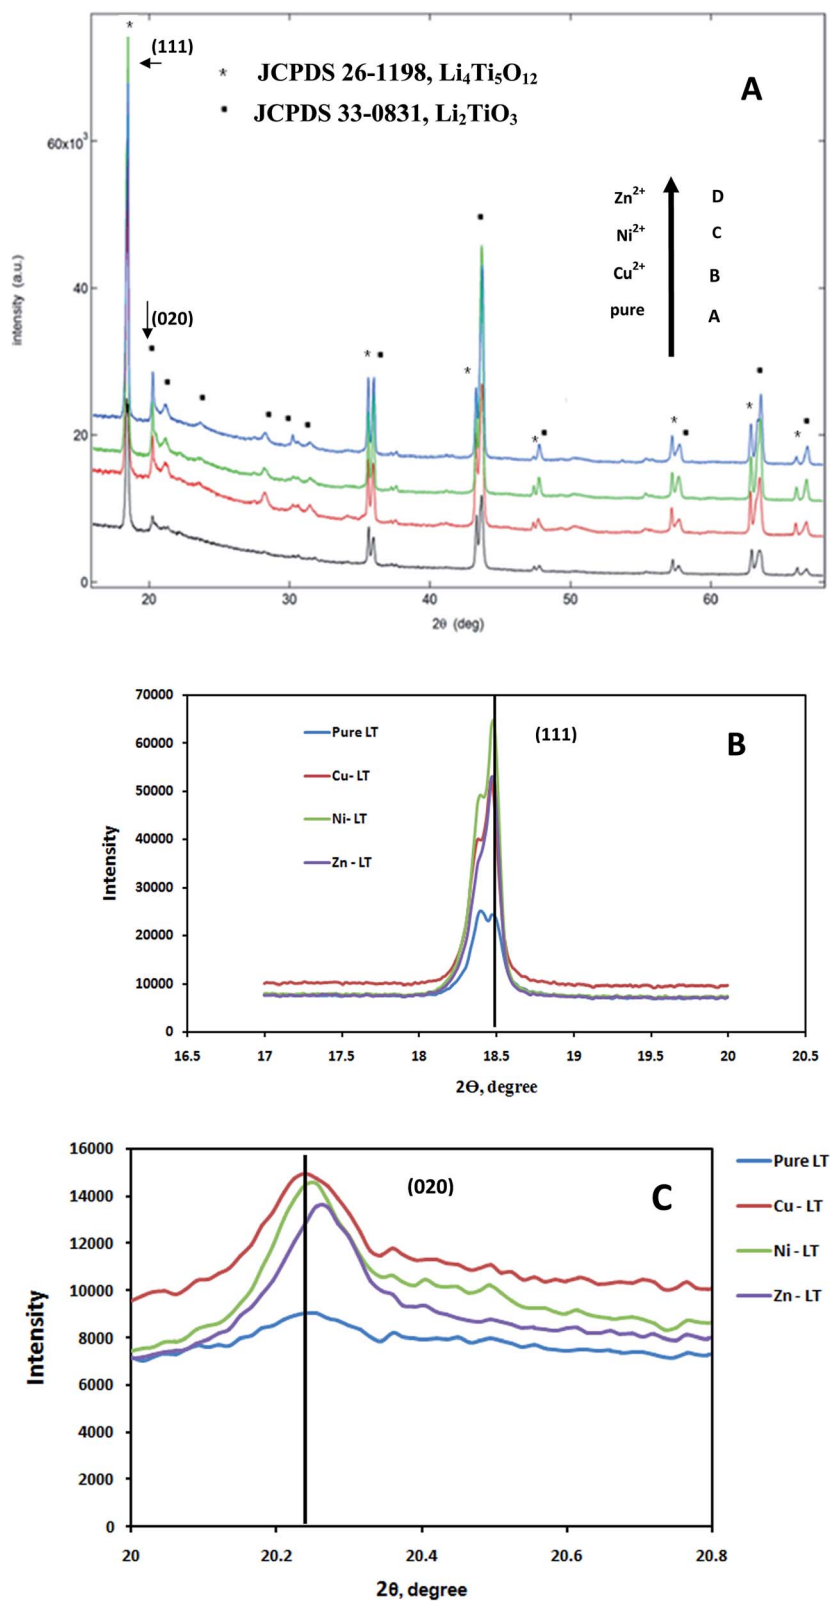 *
(111)
* JCPDS 26-1198, Li₄Ti₅O₁₂
▪ JCPDS 33-0831, Li₂TiO₃
A
60x10³
40
20
0
intensity (a.u.)
Zn²⁺ D
Ni²⁺ C
Cu²⁺ B
pure A
(020)
* * * * * *
20 30 40 50 60
2θ (deg)
70000
60000
50000
40000
30000
20000
10000
0
Intensity
Pure LT
Cu- LT
Ni- LT
Zn - LT
(111)
B
16.5 17 17.5 18 18.5 19 19.5 20 20.5
2Θ, degree
16000
14000
12000
10000
8000
6000
4000
2000
0
Intensity
(020)
C
Pure LT
Cu - LT
Ni - LT
Zn - LT
20 20.2 20.4 20.6 20.8
2θ, degree